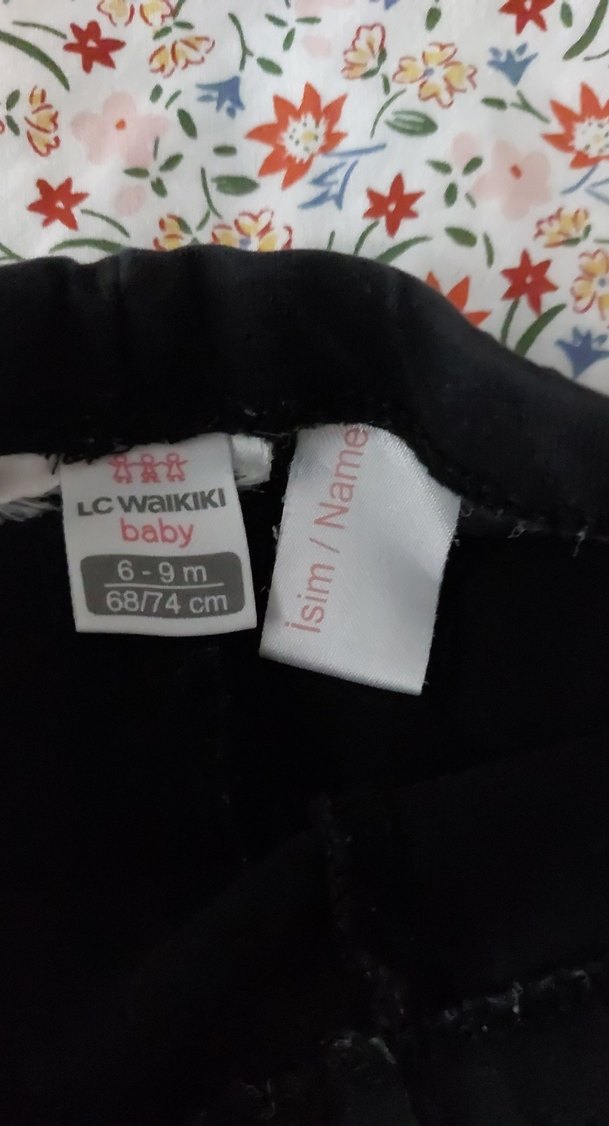 LC WAIKIKI
baby
6 - 9 m
68/74 cm
İsim / Name